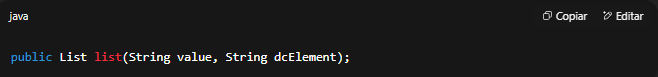 java
Copiar
Editar
public List list(String value, String dcElement);